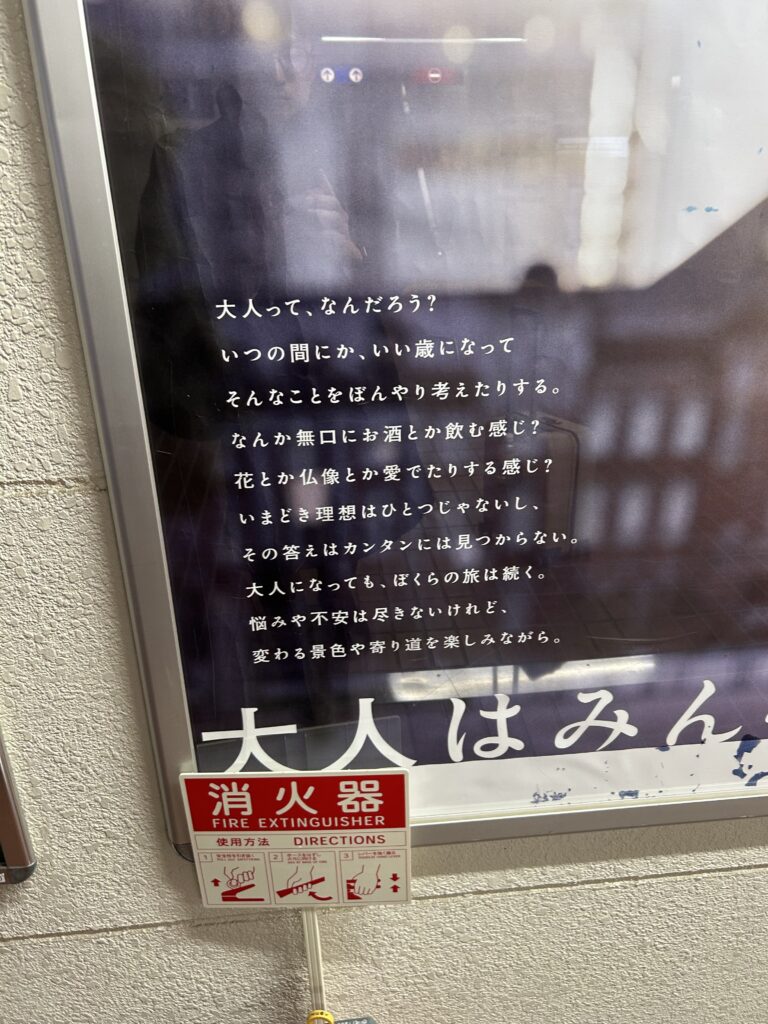 大人って、なんだろう?
いつの間にか、いい歳になって
そんなことをぼんやり考えたりする。
なんか無口にお酒とか飲む感じ?
花とか仏像とか愛でたりする感じ?
いまどき理想はひとつじゃないし、
その答えはカンタンには見つからない。
大人になっても、ぼくらの旅は続く。
悩みや不安は尽きないけれど、
変わる景色や寄り道を楽しみながら。
大人はみん
消火器
FIRE EXTINGUISHER
使用方法 DIRECTIONS
1
2
3